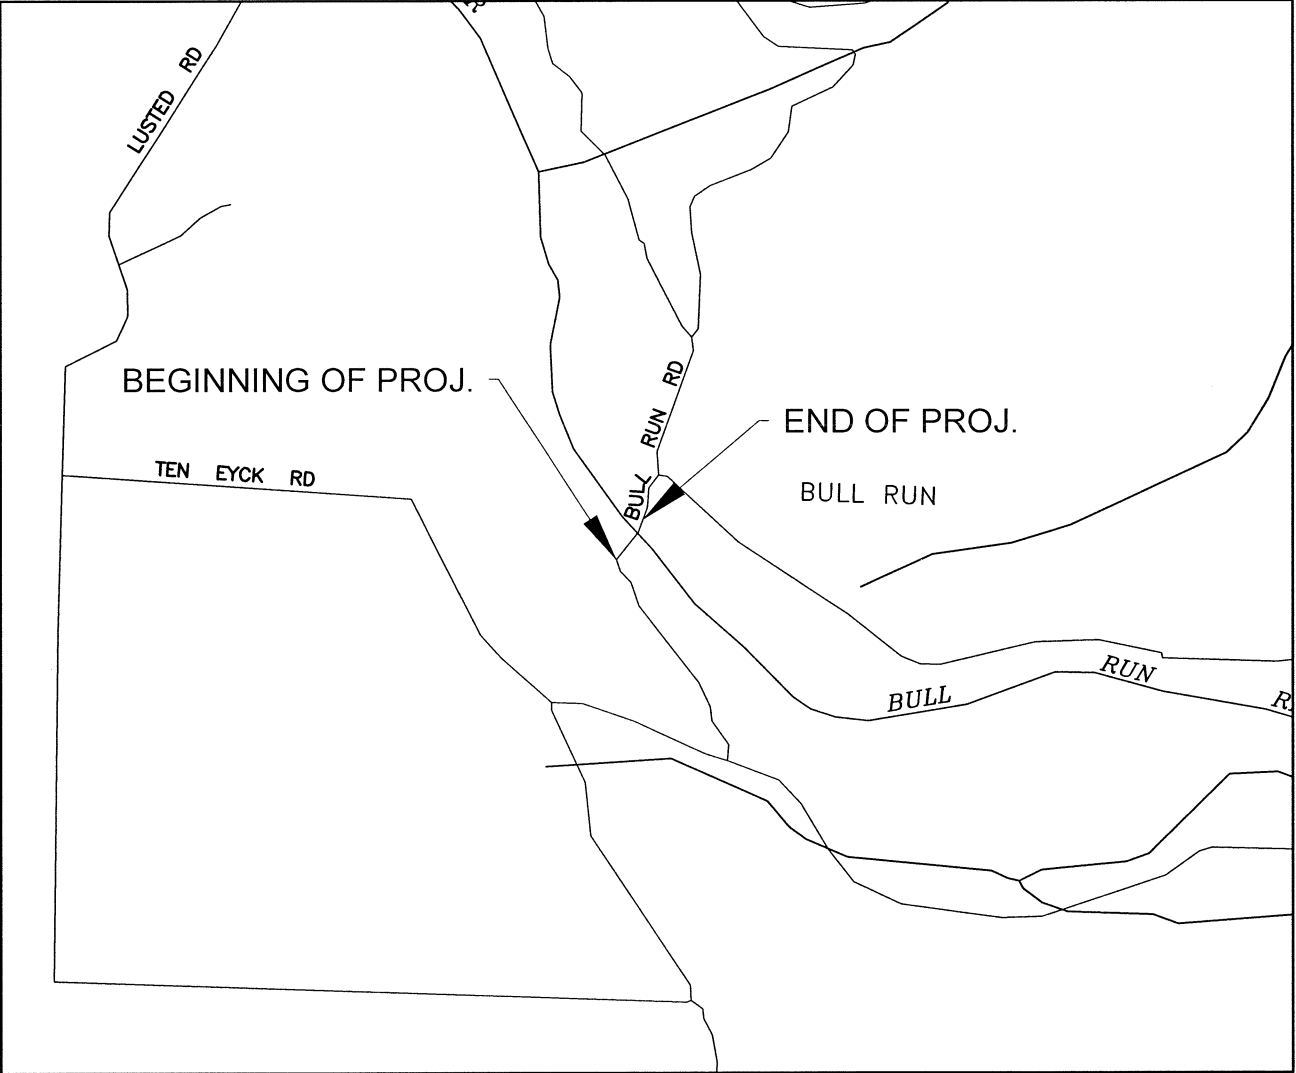 LUSTED RD
BEGINNING OF PROJ.
BULL RUN RD
END OF PROJ.
TEN EYCK RD
BULL RUN
BULL RUN